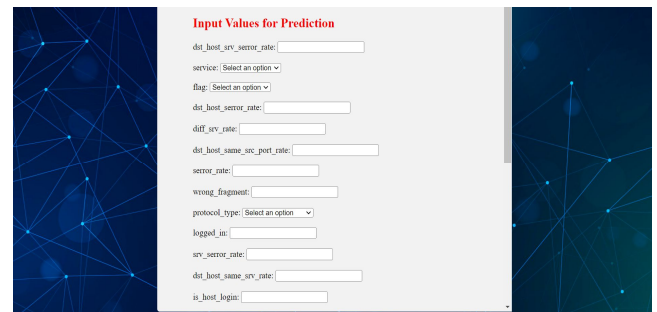 Input Values for Prediction
dst_host_srv_serror_rate:
service: Select an option
flag: Select an option
dst_host_serror_rate:
diff_srv_rate:
dst_host_same_src_port_rate:
serror_rate:
wrong_fragment:
protocol_type: Select an option
logged_in:
srv_serror_rate:
dst_host_same_srv_rate:
is_host_login: